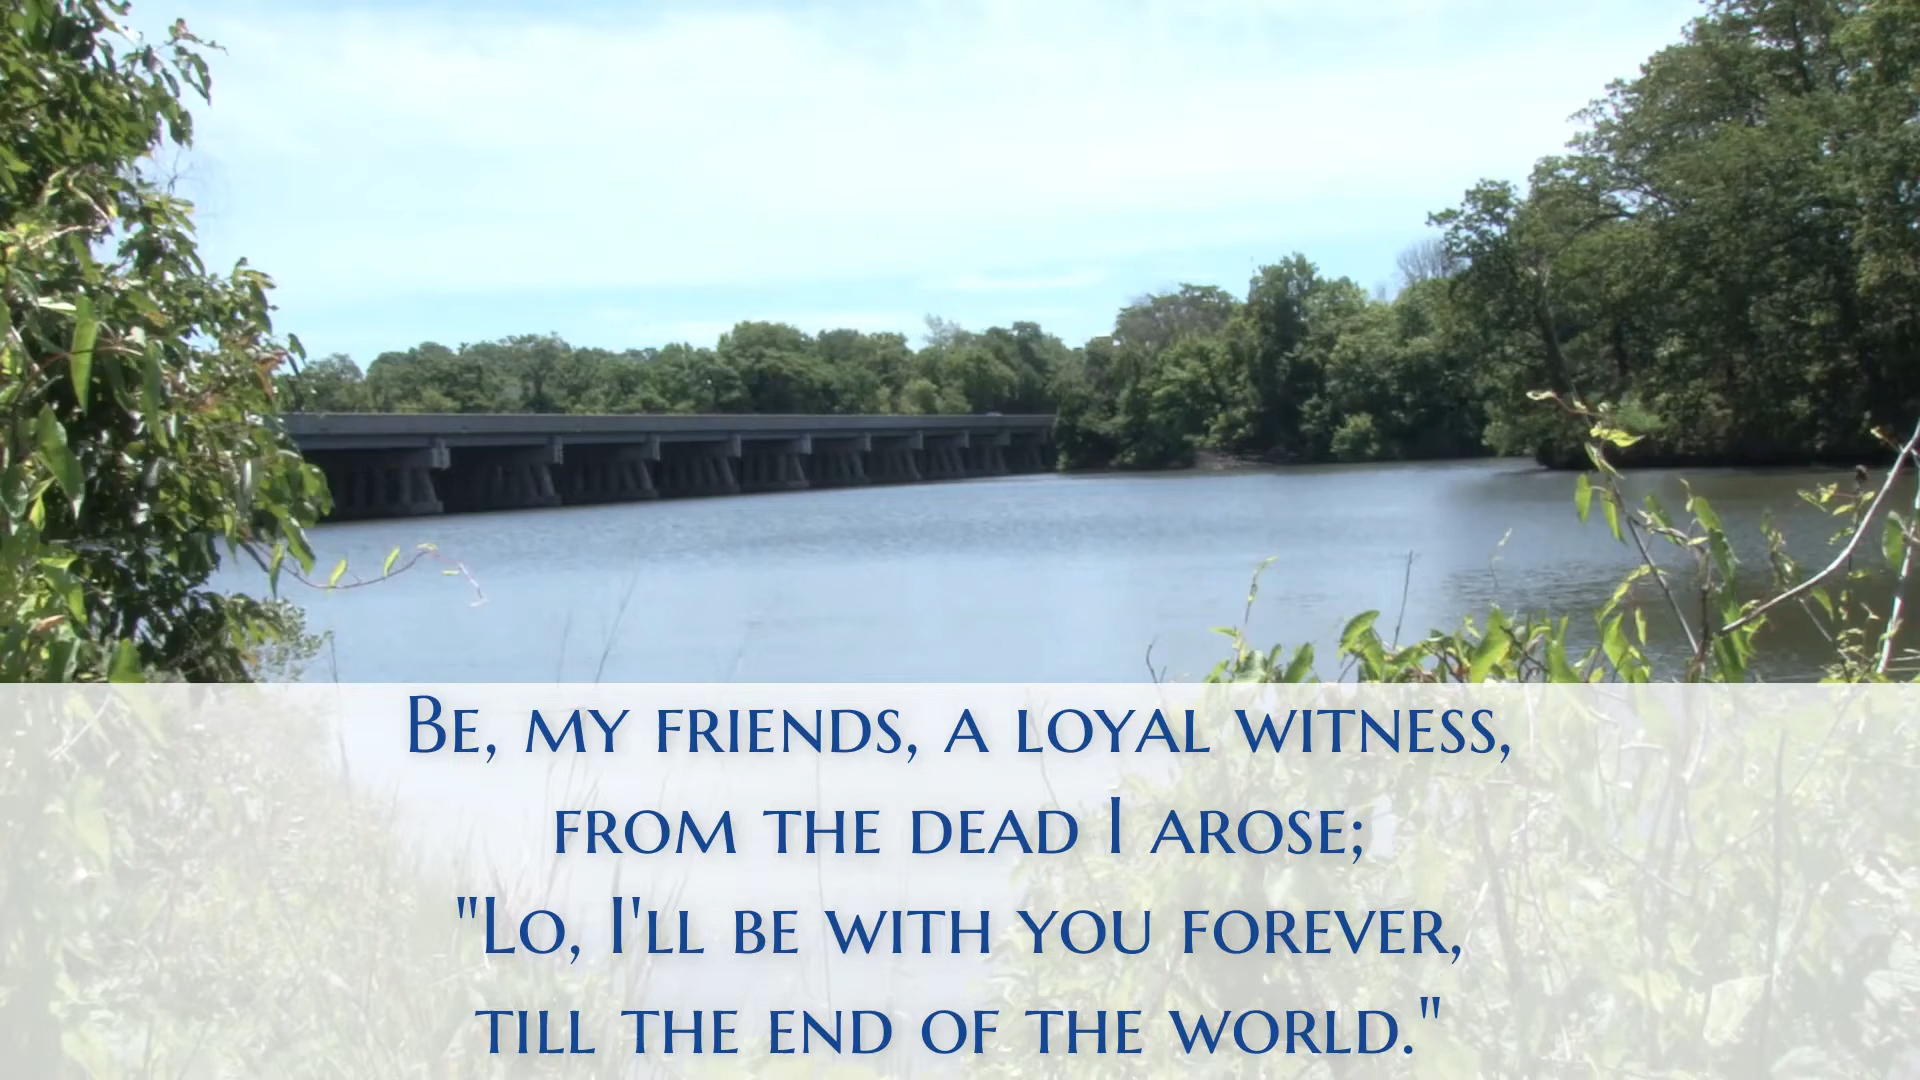 Be, my friends, a loyal witness,
from the dead I arose;
"Lo, I'll be with you forever,
till the end of the world."